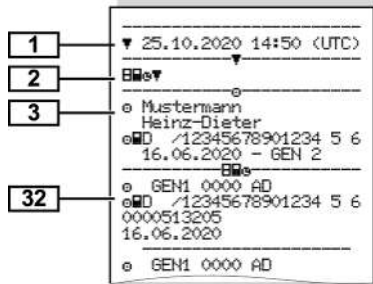 1
▼ 25.10.2020 14:50 (UTC)
2
3
Mustermann
Heinz-Dieter
D /12345678901234 5 6
16.06.2020 - GEN 2
32
GEN1 0000 AD
D /12345678901234 5 6
0000513205
16.06.2020
GEN1 0000 AD